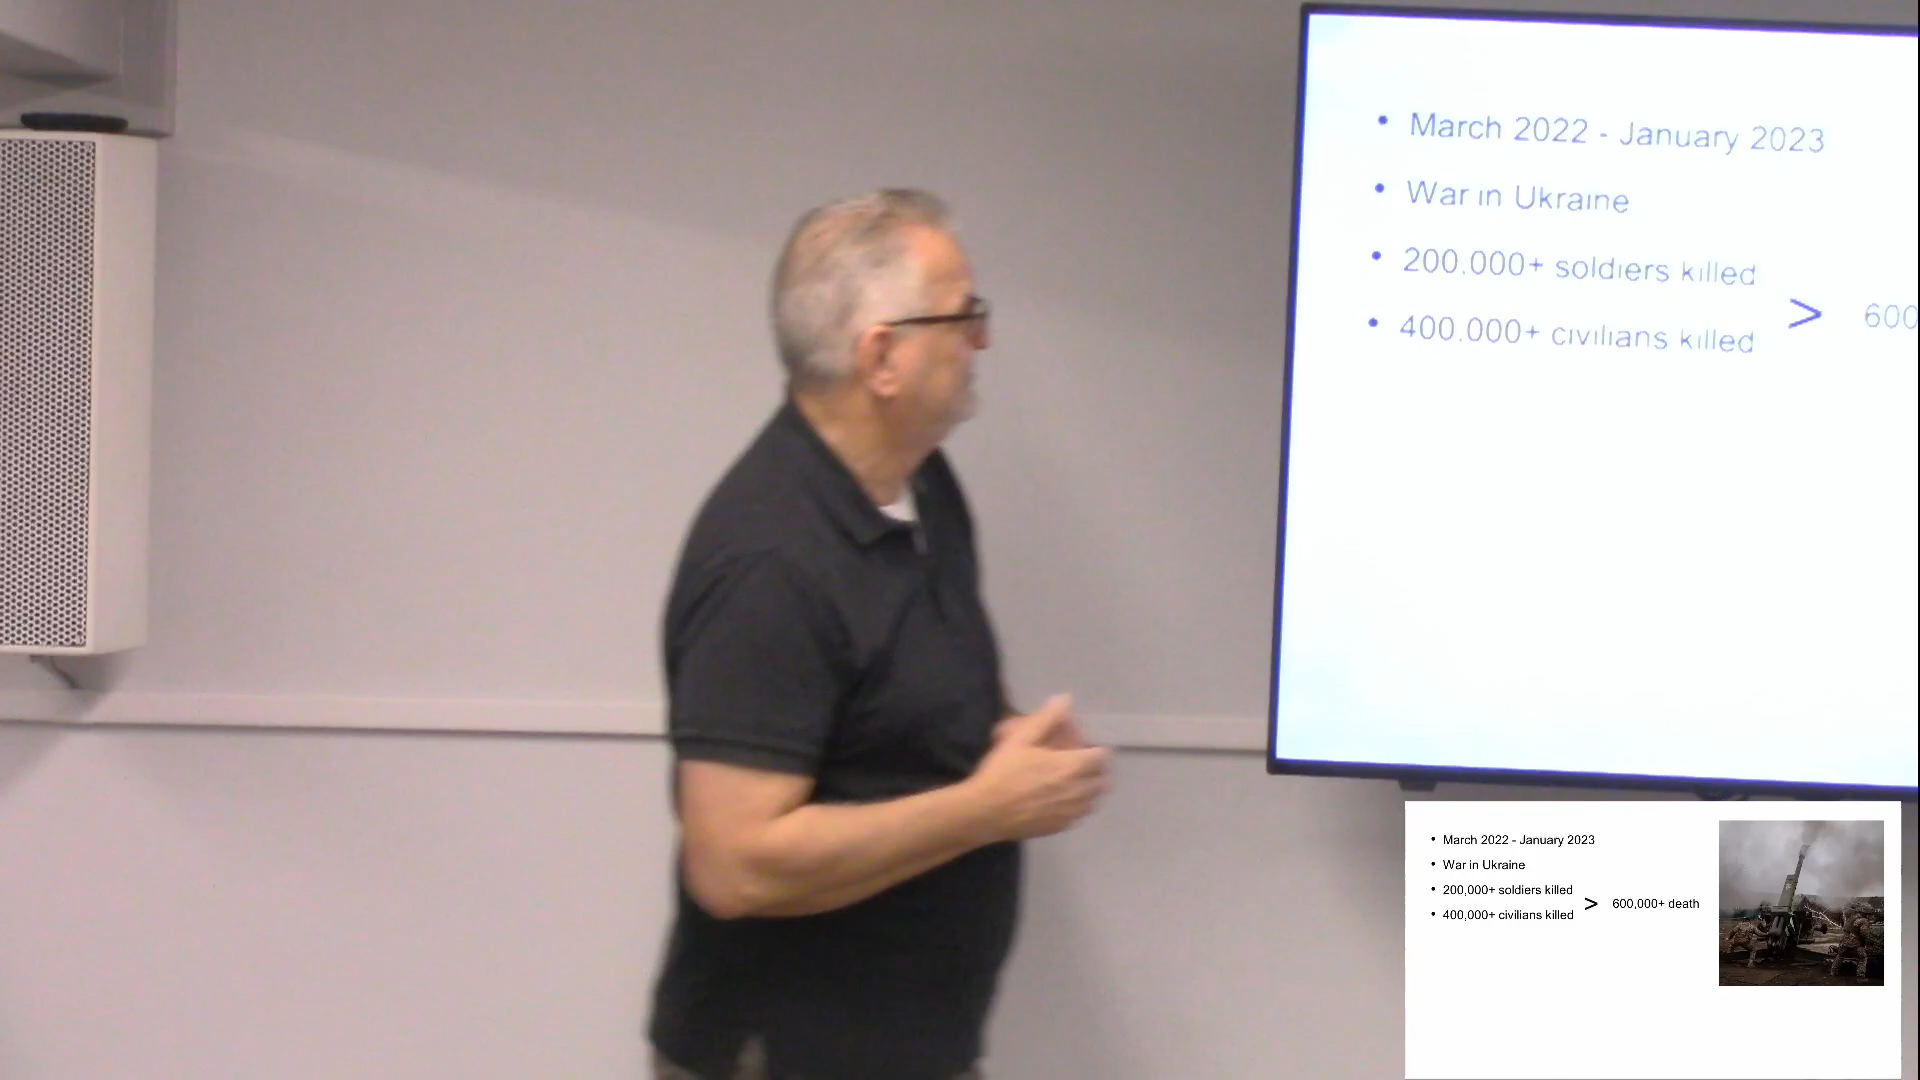 • March 2022 - January 2023
• War in Ukraine
• 200,000+ soldiers killed
• 400,000+ civilians killed
> 600
• March 2022 - January 2023
• War in Ukraine
• 200,000+ soldiers killed
• 400,000+ civilians killed
> 600,000+ death